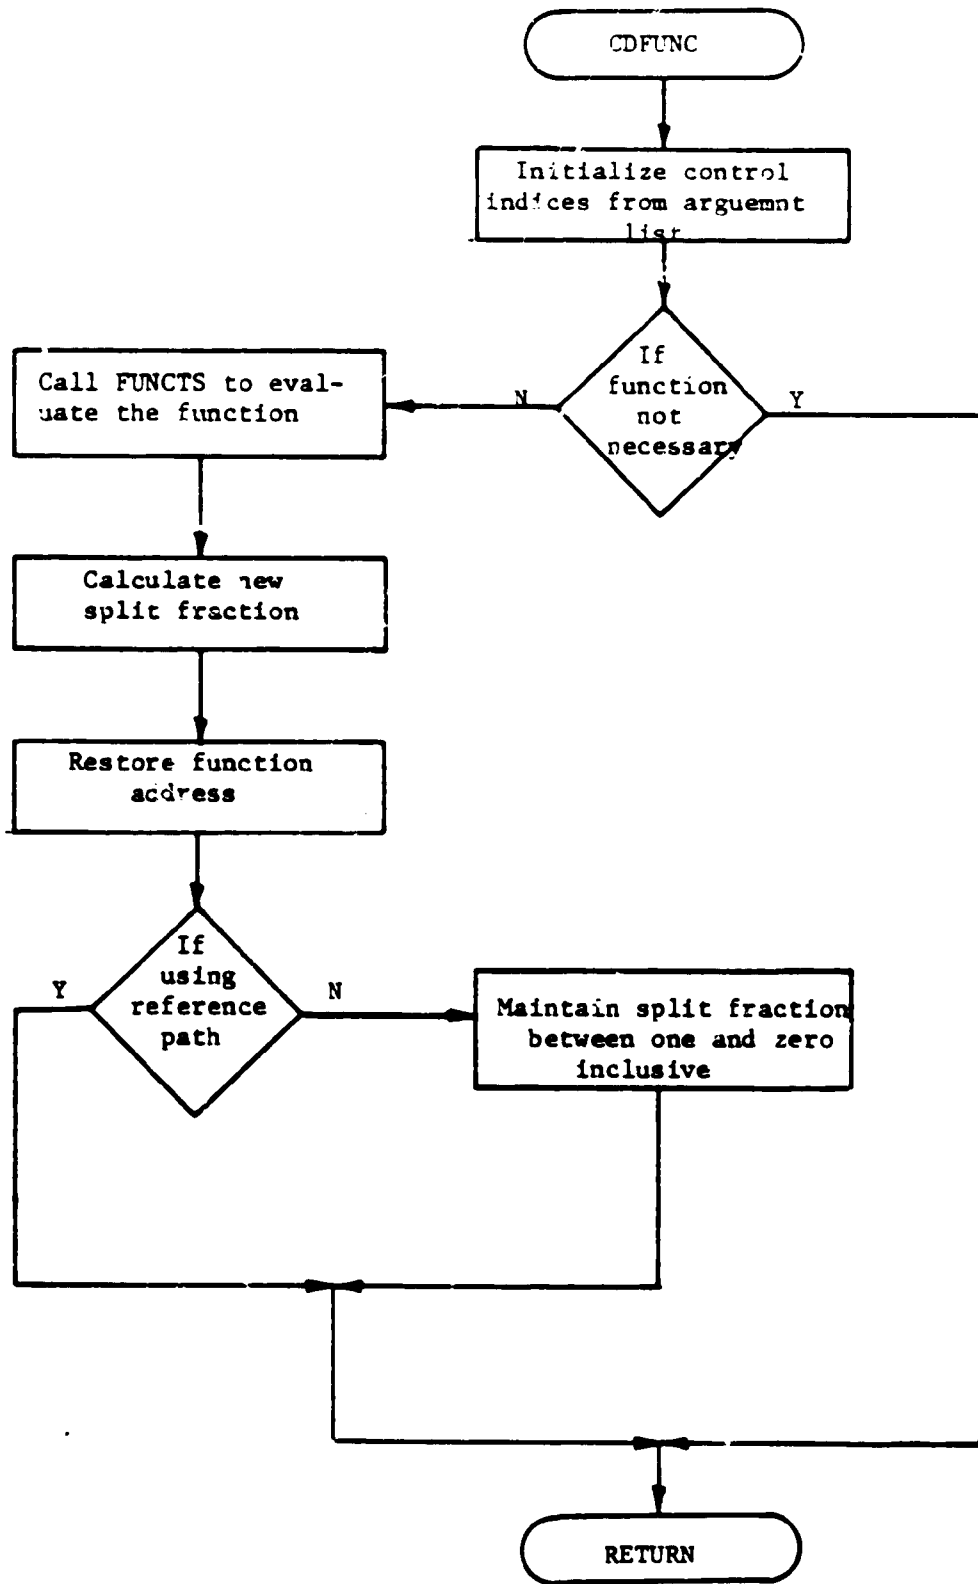 CDFUNC
Initialize control
indices from arguemnt
list
If
function
not
necessary
N
Y
Call FUNCTS to eval-
uate the function
Calculate new
split fraction
Restore function
address
If
using
reference
path
Y
N
Maintain split fraction
between one and zero
inclusive
RETURN